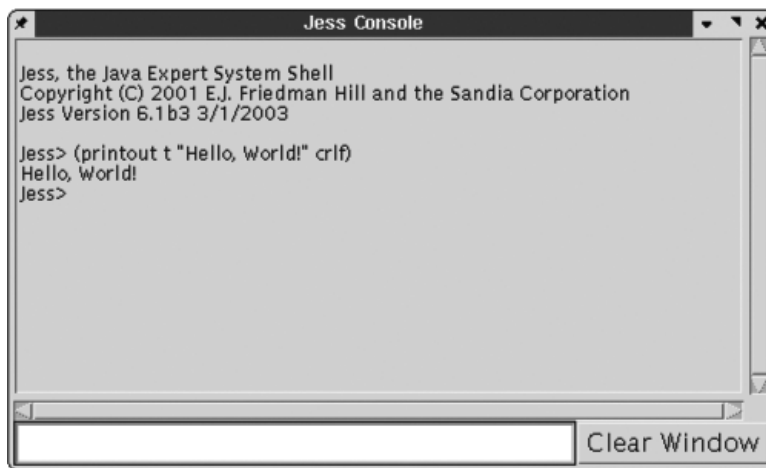 Jess Console
Jess, the Java Expert System Shell
Copyright (C) 2001 E.J. Friedman Hill and the Sandia Corporation
Jess Version 6.1b3 3/1/2003
Jess> (printout t "Hello, World!" crlf)
Hello, World!
Jess>
Clear Window